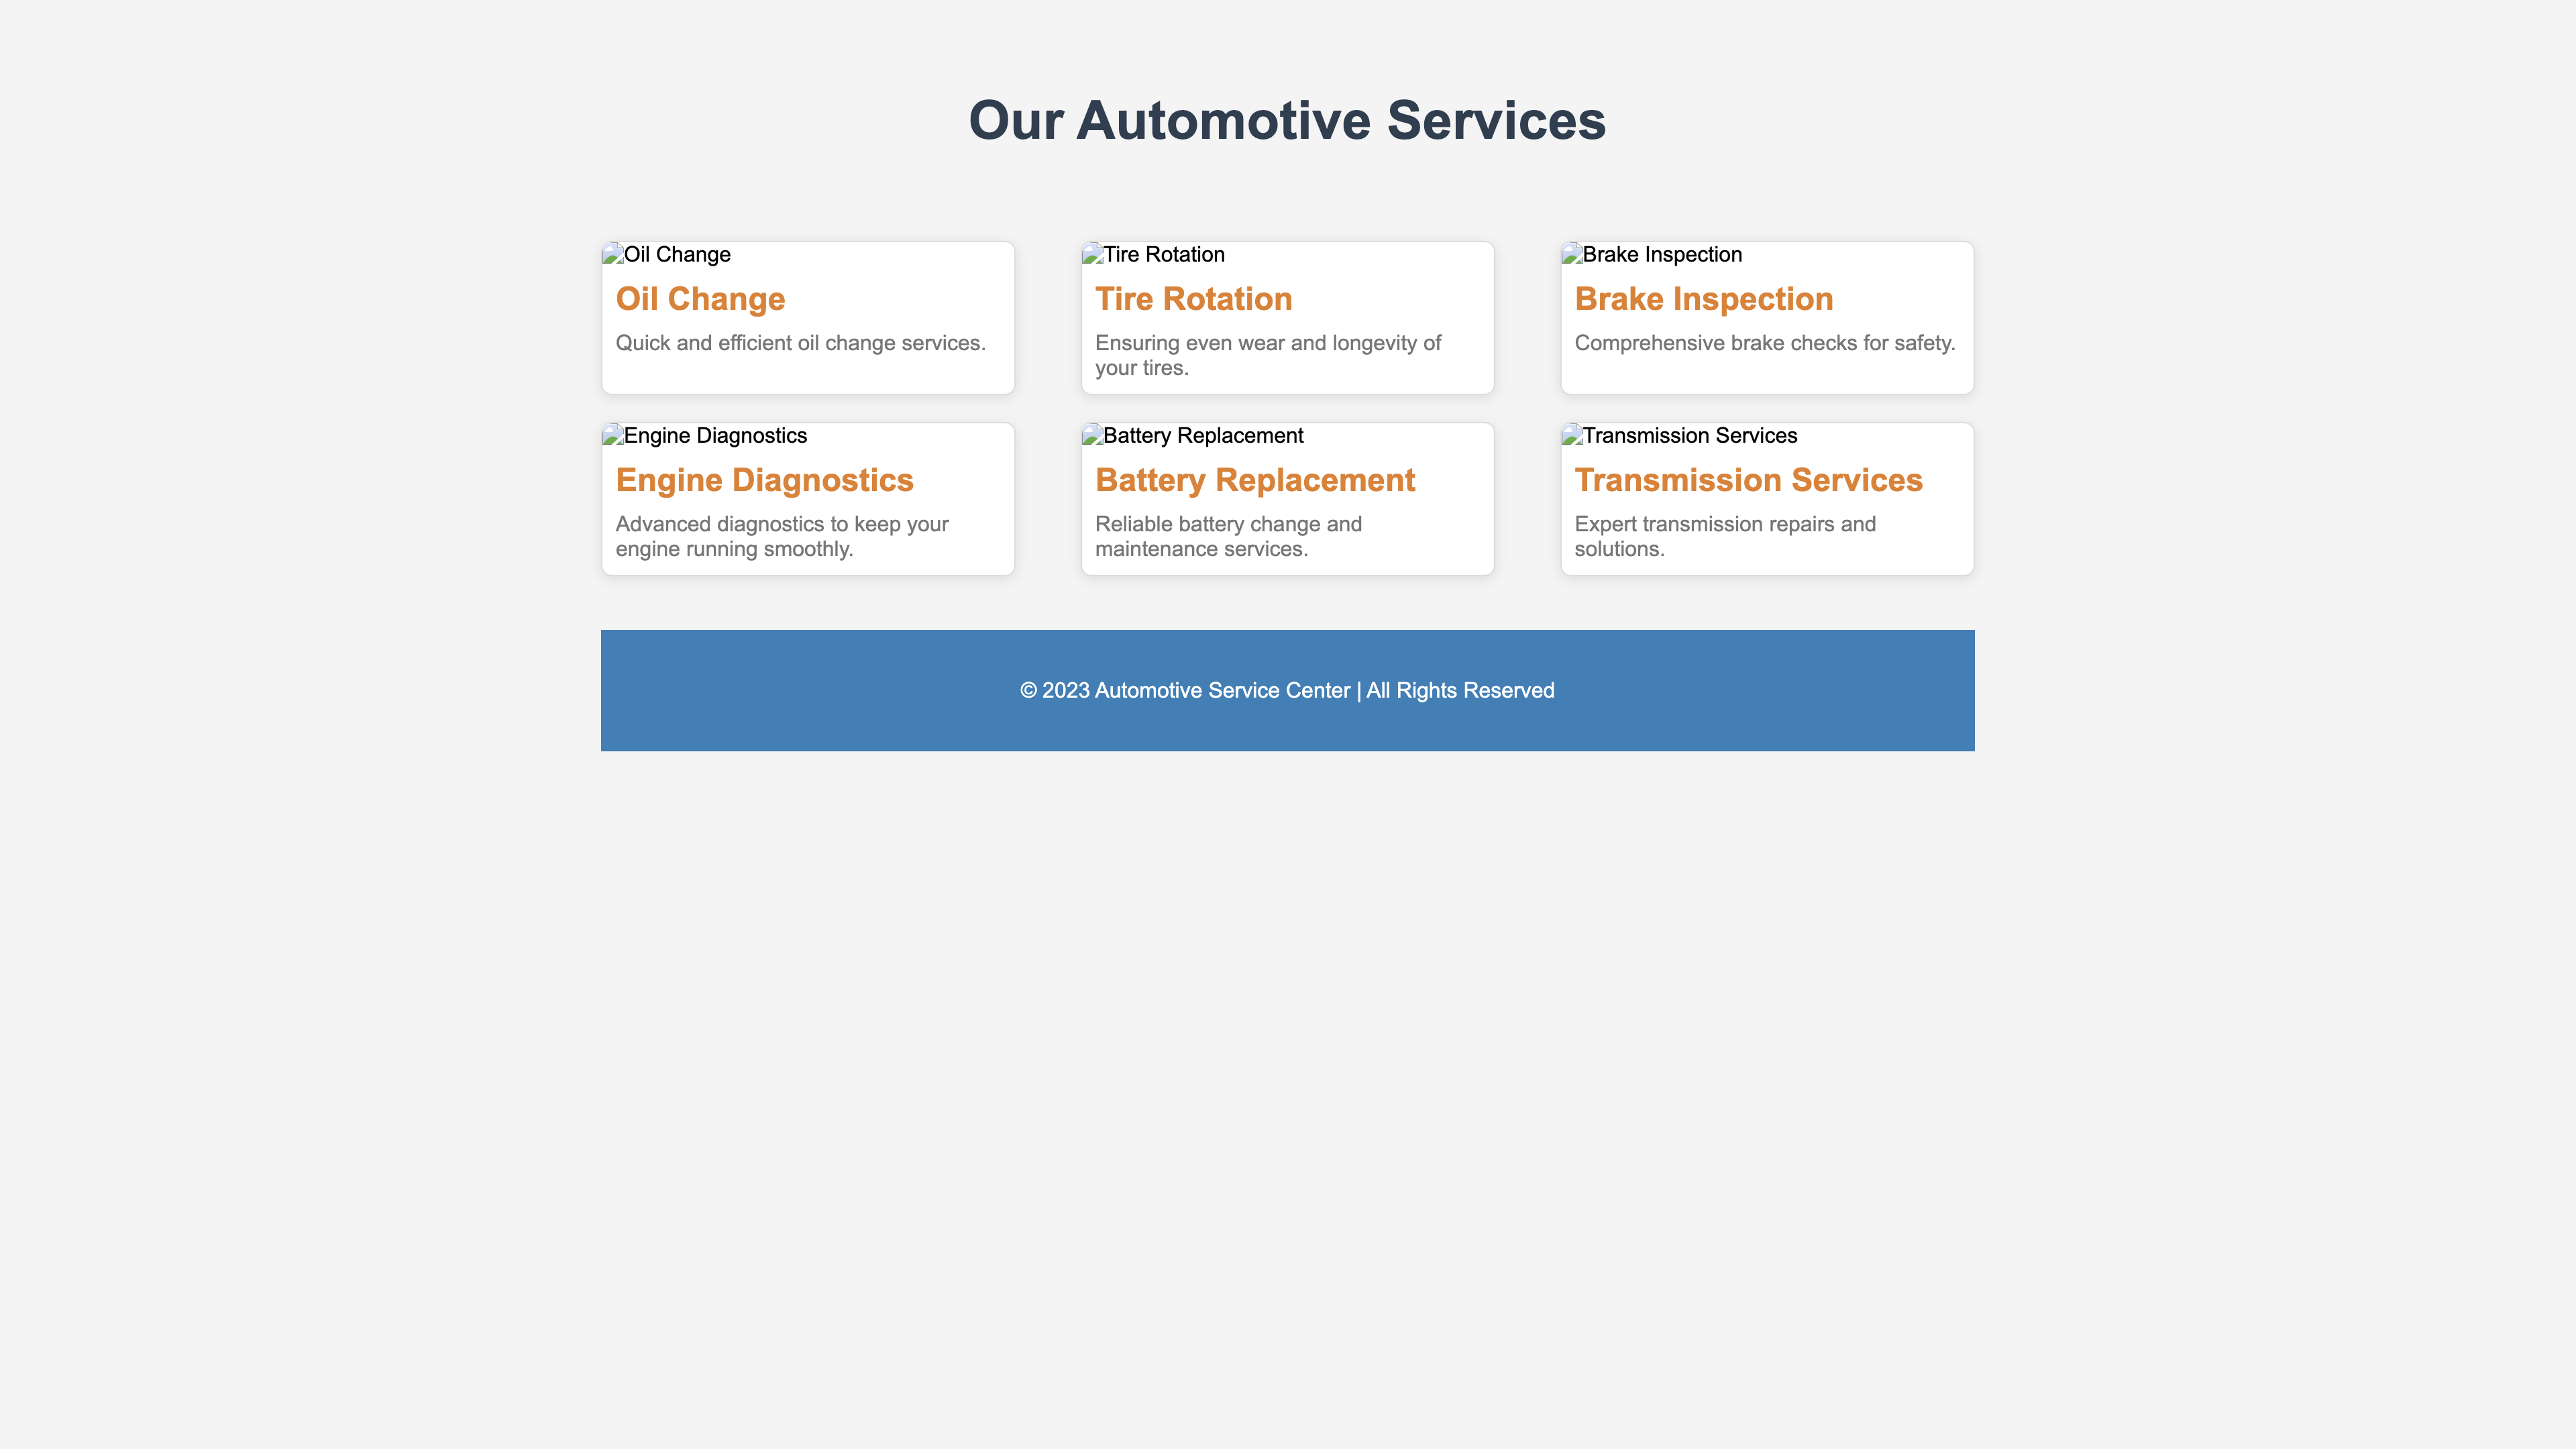 Our Automotive Services
Oil Change
Oil Change
Quick and efficient oil change services.
Tire Rotation
Tire Rotation
Ensuring even wear and longevity of
your tires.
Brake Inspection
Brake Inspection
Comprehensive brake checks for safety.
Engine Diagnostics
Engine Diagnostics
Advanced diagnostics to keep your
engine running smoothly.
Battery Replacement
Battery Replacement
Reliable battery change and
maintenance services.
Transmission Services
Transmission Services
Expert transmission repairs and
solutions.
© 2023 Automotive Service Center | All Rights Reserved